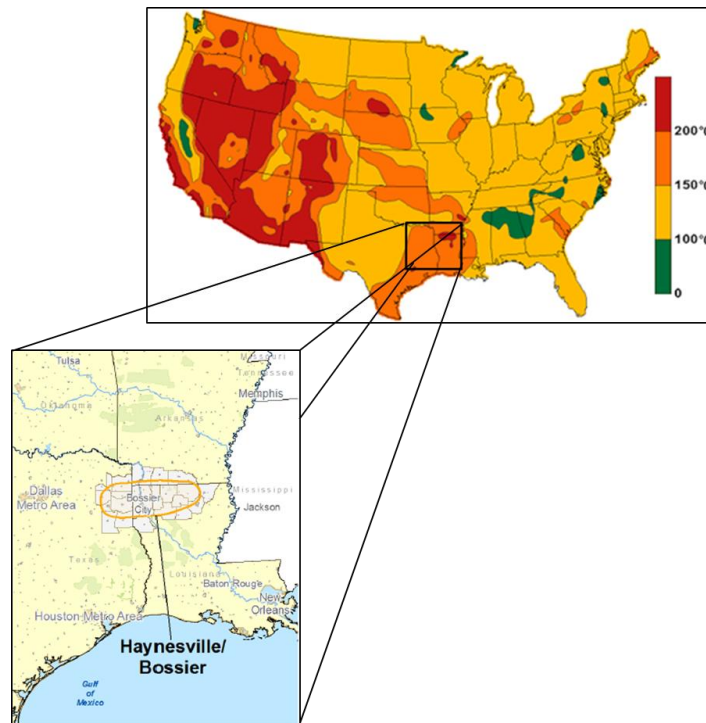 200°
150°
100°
0
Missouri
Tulsa
Tennessee
Memphis
Oklahoma
Arkansas
Dallas
Metro Area
Bossier
City
Mississippi
Jackson
Texas
Louisiana
Baton Rouge
New
Orleans
Houston Metro Area
Haynesville/
Bossier
Gulf
of
Mexico